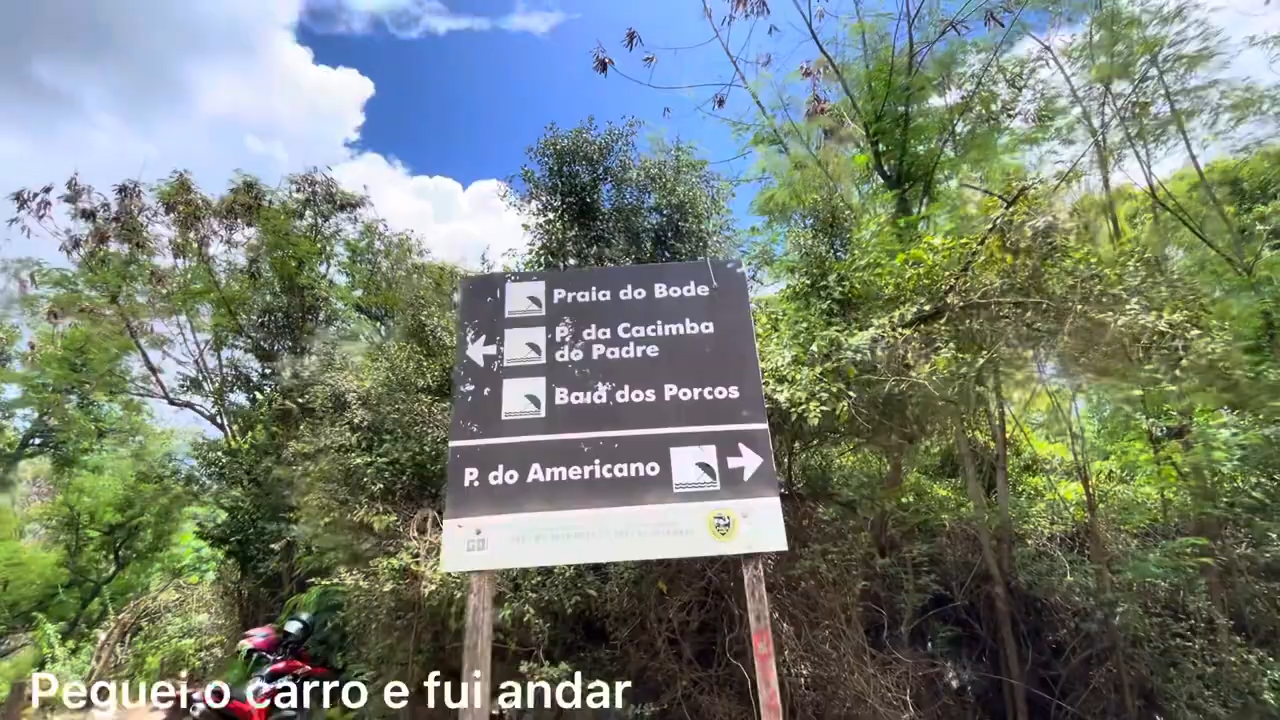 Praia do Bode
P. da Cacimba
do Padre
Baía dos Porcos
P. do Americano
Peguei o carro e fui andar